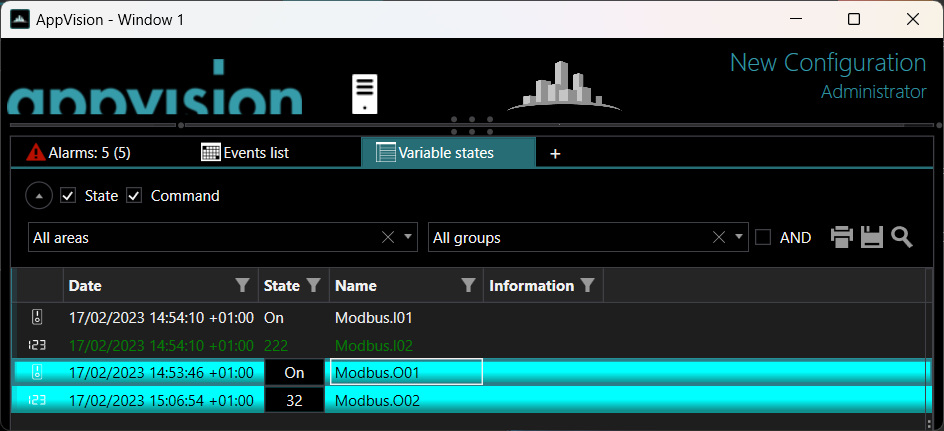 AppVision - Window 1
appvision
New Configuration
Administrator
Alarms: 5 (5) Events list Variable states +
State Command
All areas All groups AND
Date State Name Information
17/02/2023 14:54:10 +01:00 On Modbus.I01
123 17/02/2023 14:54:10 +01:00 222 Modbus.I02
17/02/2023 14:53:46 +01:00 On Modbus.O01
123 17/02/2023 15:06:54 +01:00 32 Modbus.O02